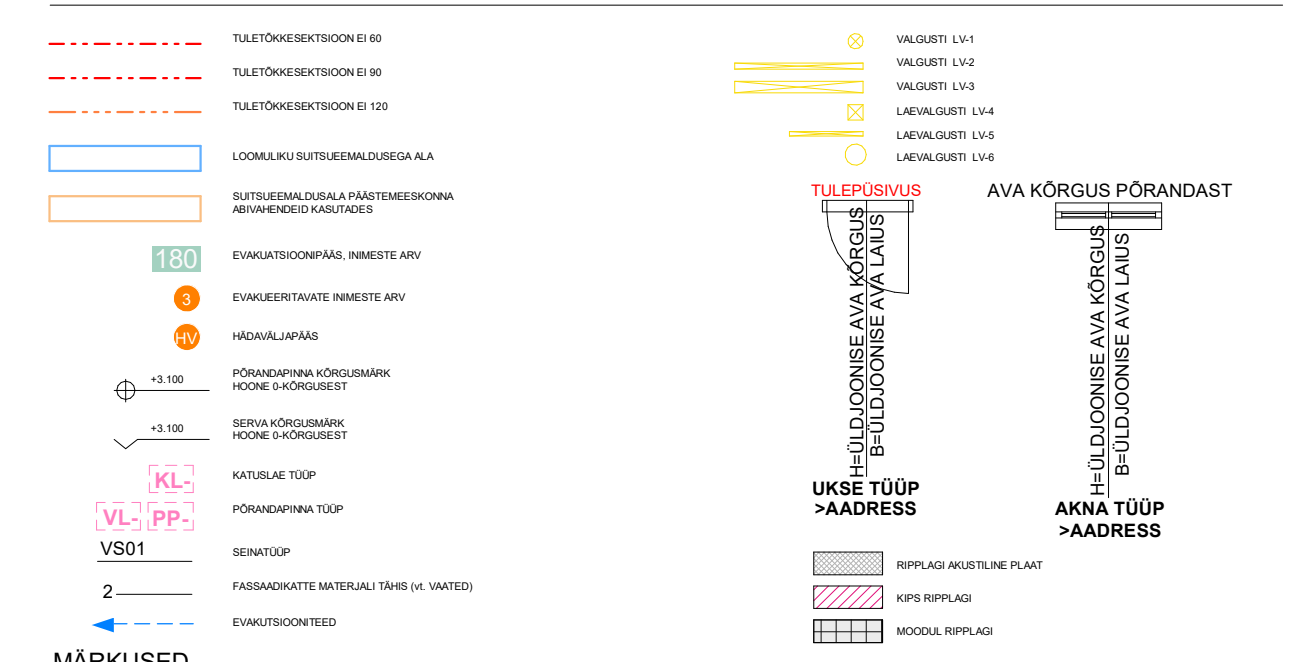 TULETÕKKESEKTSIOON EI 60
TULETÕKKESEKTSIOON EI 90
TULETÕKKESEKTSIOON EI 120
LOOMULIKU SUITSUEEMALDUSEGA ALA
SUITSUEEMALDUSALA PÄÄSTEMEESKONNA
ABIVAHENDEID KASUTADES
180
EVAKUATSIOONIPÄÄS, INIMESTE ARV
3
EVAKUEERITAVATE INIMESTE ARV
HV
HÄDAVÄLJAPÄÄS
+3.100
PÕRANDAPINNA KÕRGUSMÄRK
HOONE 0-KÕRGUSEST
+3.100
SERVA KÕRGUSMÄRK
HOONE 0-KÕRGUSEST
KL-
KATUSLAE TÜÜP
VL- PP-
PÕRANDAPINNA TÜÜP
VS01
SEINATÜÜP
2
FASSAADIKATTE MATERJALI TÄHIS (vt. VAATED)
EVAKUTSIOONITEED
MÄRKUSED
VALGUSTI LV-1
VALGUSTI LV-2
VALGUSTI LV-3
LAEVALGUSTI LV-4
LAEVALGUSTI LV-5
LAEVALGUSTI LV-6
TULEPÜSIVUS
H=ÜLDJOONISE AVA KÕRGUS
B=ÜLDJOONISE AVA LAIUS
UKSE TÜÜP
>AADRESS
AVA KÕRGUS PÕRANDAST
H=ÜLDJOONISE AVA KÕRGUS
B=ÜLDJOONISE AVA LAIUS
AKNA TÜÜP
>AADRESS
RIPPLAGI AKUSTILINE PLAAT
KIPS RIPPLAGI
MOODUL RIPPLAGI